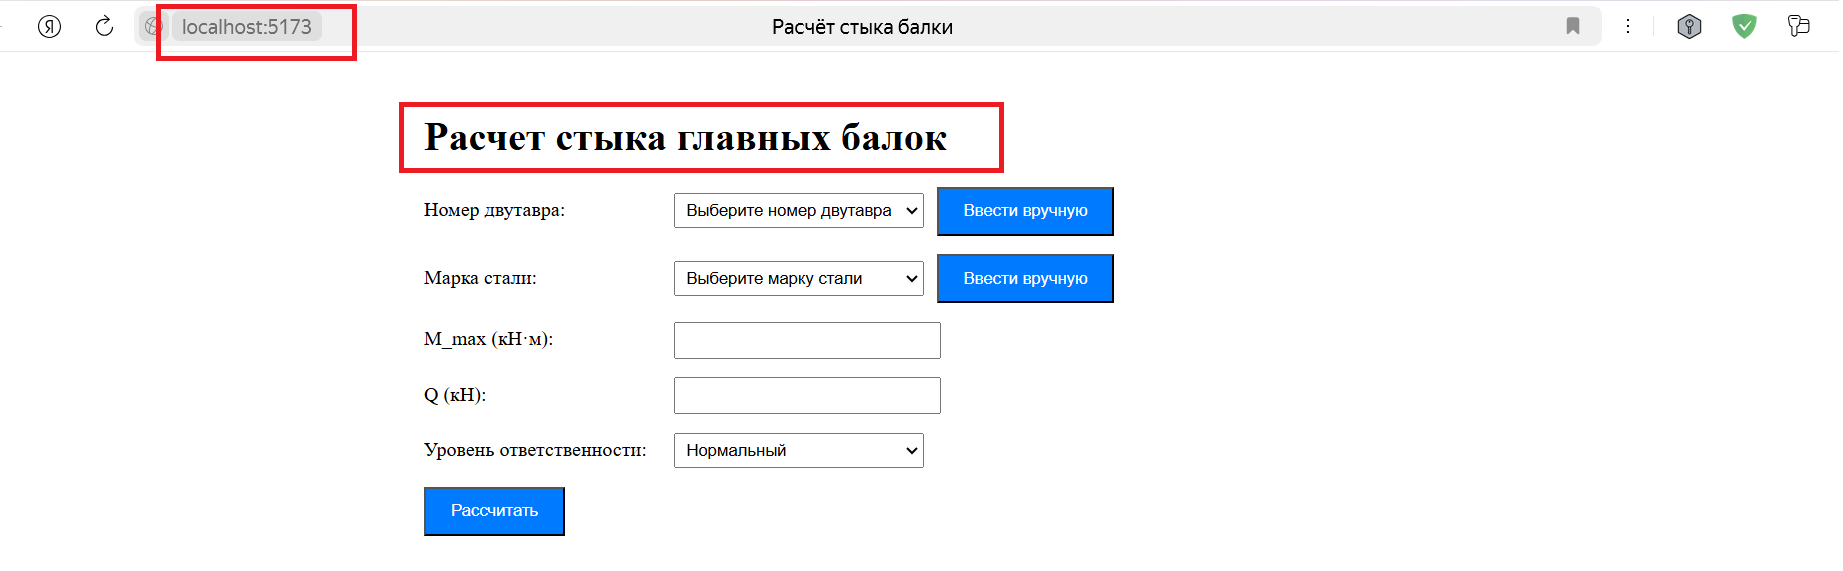 Я localhost:5173 Расчёт стыка балки
Расчет стыка главных балок
Номер двутавра: Выберите номер двутавра Ввести вручную
Марка стали: Выберите марку стали Ввести вручную
M_max (кН·м):
Q (кН):
Уровень ответственности: Нормальный
Рассчитать